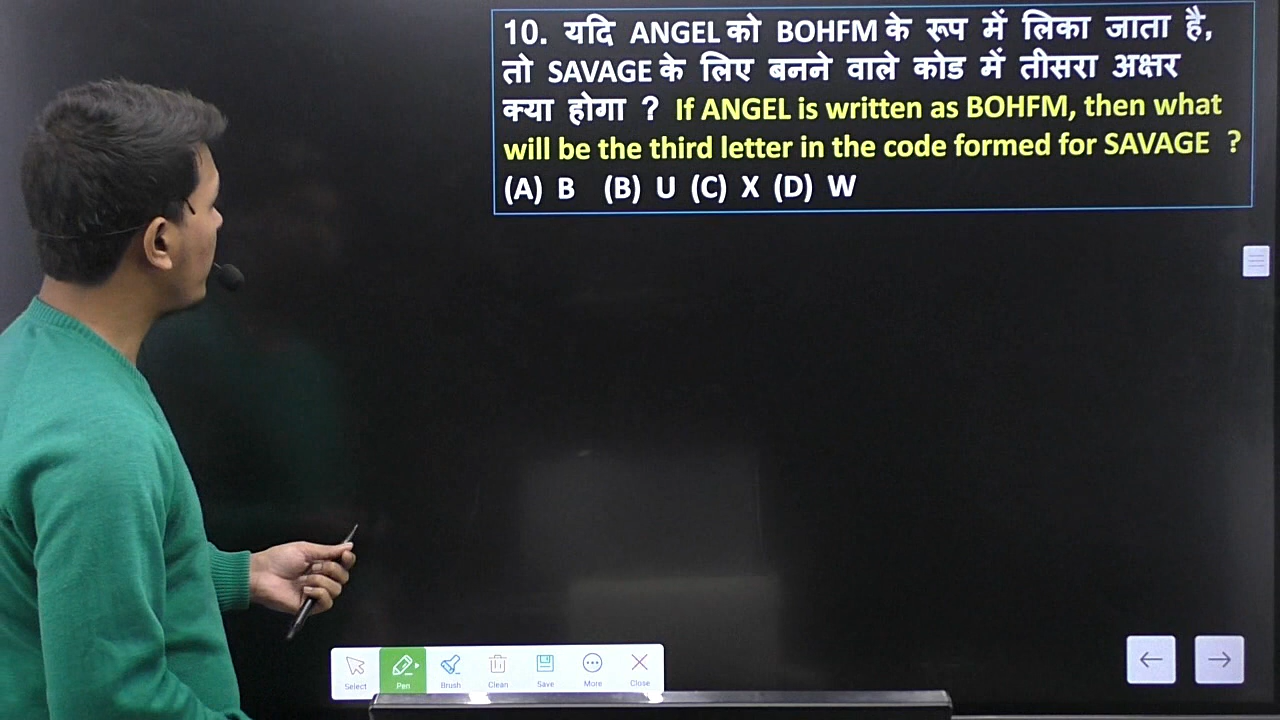 10. यदि ANGEL को BOHFM के रूप में लिका जाता है,
तो SAVAGE के लिए बनने वाले कोड में तीसरा अक्षर
क्या होगा ? If ANGEL is written as BOHFM, then what
will be the third letter in the code formed for SAVAGE ?
(A) B (B) U (C) X (D) W
Select Pen Brush Clean Save More Close